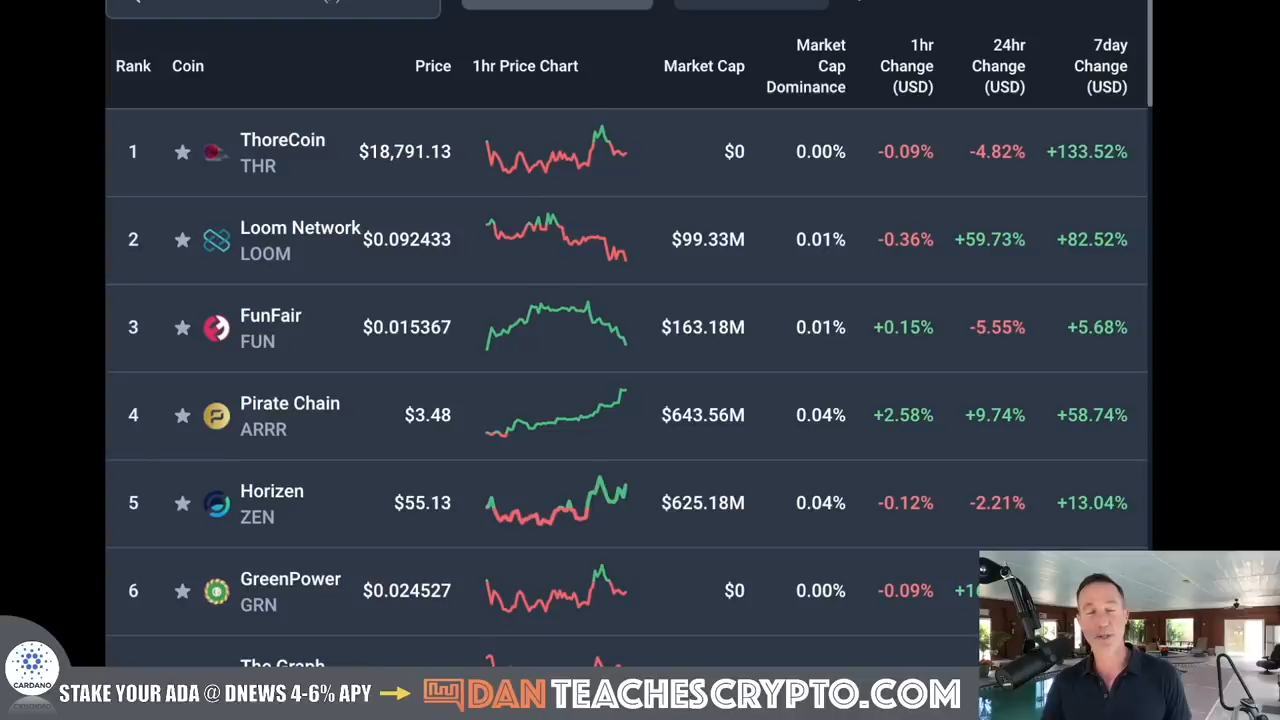 Rank Coin Price 1hr Price Chart Market Cap Market Cap Dominance 1hr Change (USD) 24hr Change (USD) 7day Change (USD)
1 ThoreCoin THR $18,791.13 $0 0.00% -0.09% -4.82% +133.52%
2 Loom Network LOOM $0.092433 $99.33M 0.01% -0.36% +59.73% +82.52%
3 FunFair FUN $0.015367 $163.18M 0.01% +0.15% -5.55% +5.68%
4 Pirate Chain ARRR $3.48 $643.56M 0.04% +2.58% +9.74% +58.74%
5 Horizen ZEN $55.13 $625.18M 0.04% -0.12% -2.21% +13.04%
6 GreenPower GRN $0.024527 $0 0.00% -0.09%
The Graph
CARDANO
STAKE YOUR ADA @ DNEWS 4-6% APY → DANTEACHESCRYPTO.COM